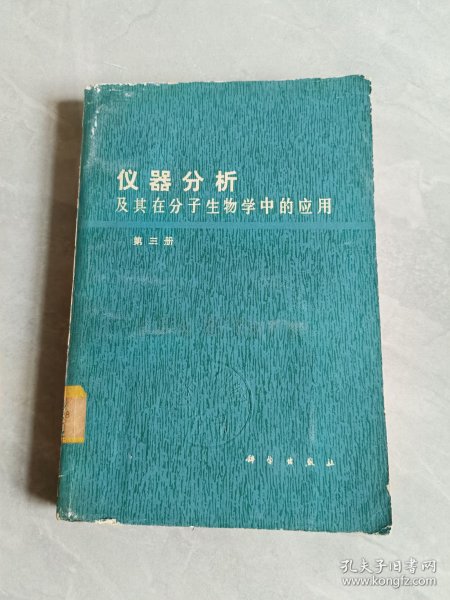 仪器分析
及其在分子生物学中的应用
第三册
科学出版社
孔夫子旧书网
www.kongfz.com